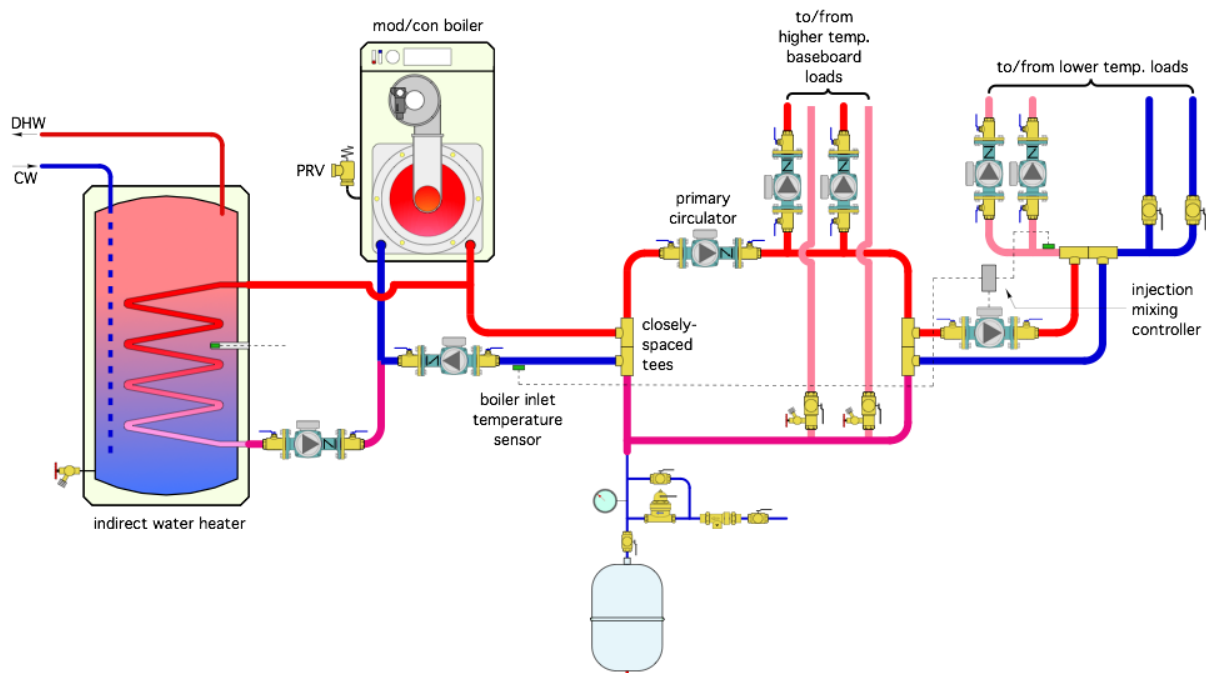 mod/con boiler
to/from
higher temp.
baseboard
loads
to/from lower temp. loads
DHW
CW
PRV
primary
circulator
injection
mixing
controller
closely-
spaced
tees
boiler inlet
temperature
sensor
indirect water heater